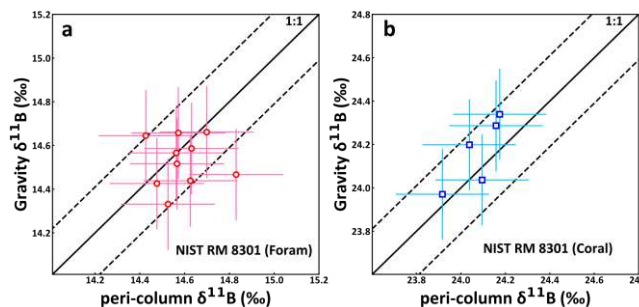 a
1:1
15.2
15.0
14.8
14.6
14.4
14.2
Gravity δ¹¹B (‰)
NIST RM 8301 (Foram)
14.2 14.4 14.6 14.8 15.0 15.2
peri-column δ¹¹B (‰)
b
1:1
24.8
24.6
24.4
24.2
24.0
23.8
Gravity δ¹¹B (‰)
NIST RM 8301 (Coral)
23.8 24.0 24.2 24.4 24.6
peri-column δ¹¹B (‰)